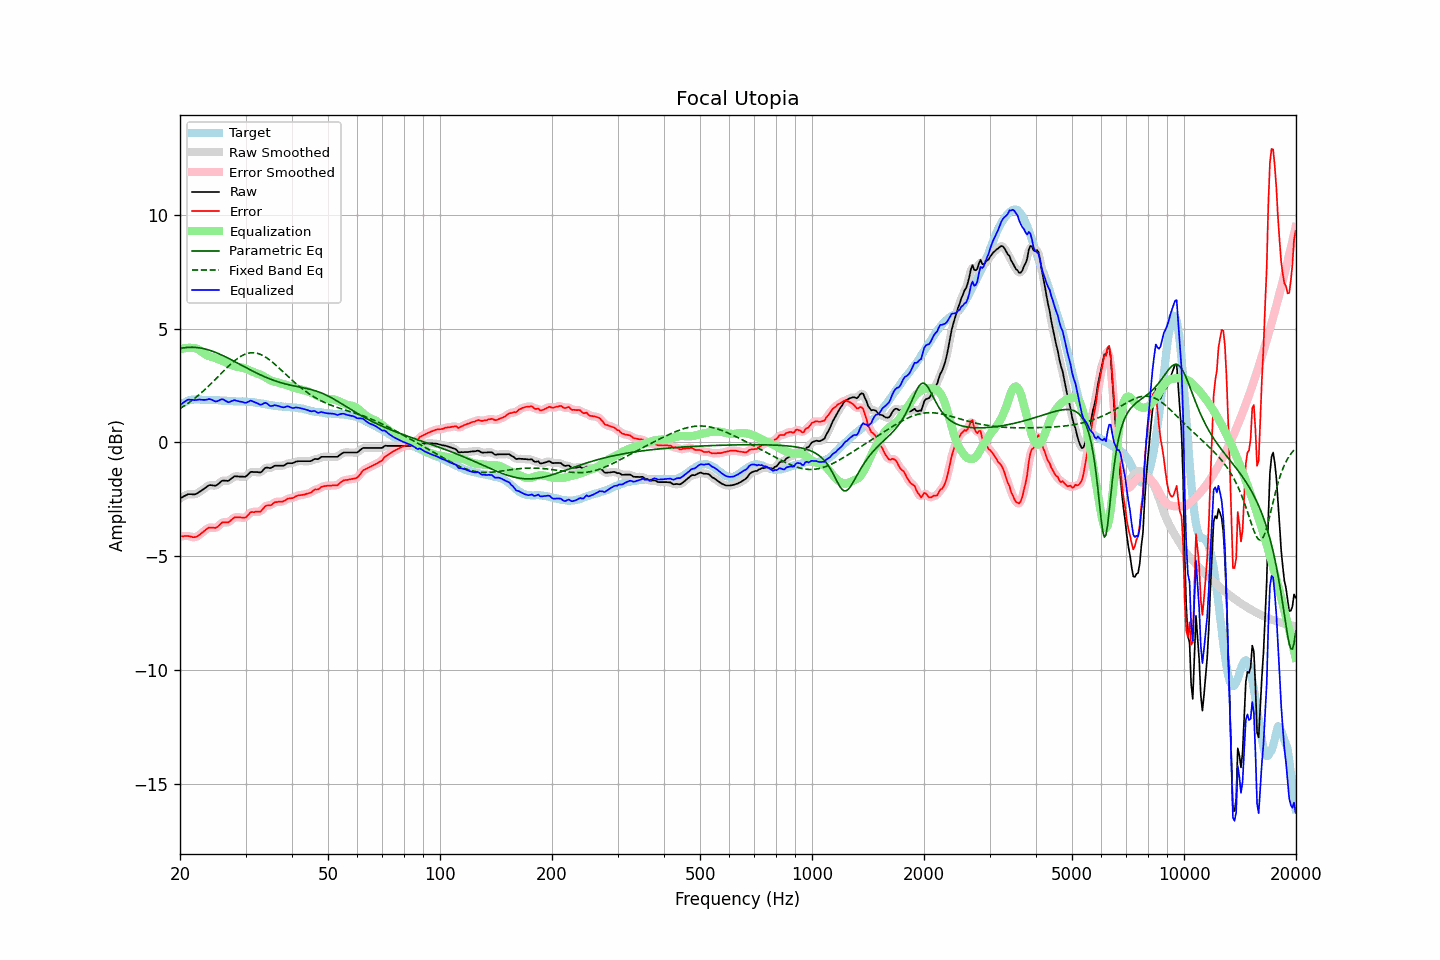 Focal Utopia
Target
Raw Smoothed
Error Smoothed
Raw
Error
Equalization
Parametric Eq
Fixed Band Eq
Equalized
Amplitude (dBr)
10
5
0
−5
−10
−15
20
50
100
200
500
1000
2000
5000
10000
20000
Frequency (Hz)